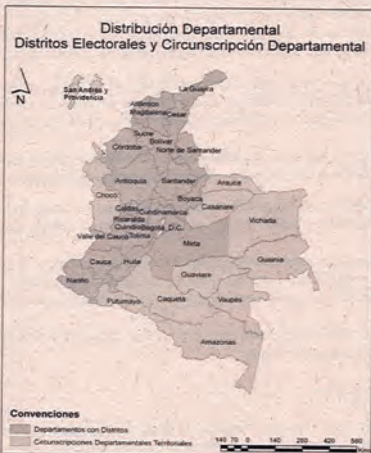 Distribución Departamental
Distritos Electorales y Circunscripción Departamental
N
San Andrés y
Providencia
La Guajira
Atlántico
Magdalena
Cesar
Sucre
Bolívar
Córdoba
Norte de Santander
Antioquia
Santander
Arauca
Chocó
Boyacá
Casanare
Caldas
Cundinamarca
Risaralda
Vichada
Quindío
Bogotá, D.C.
Valle del Cauca
Tolima
Meta
Guainía
Cauca
Huila
Guaviare
Nariño
Putumayo
Caquetá
Vaupés
Amazonas
Convenciones
Departamentos con Distritos
Circunscripciones Departamentales Territoriales
140 70 0 140 280 420 560